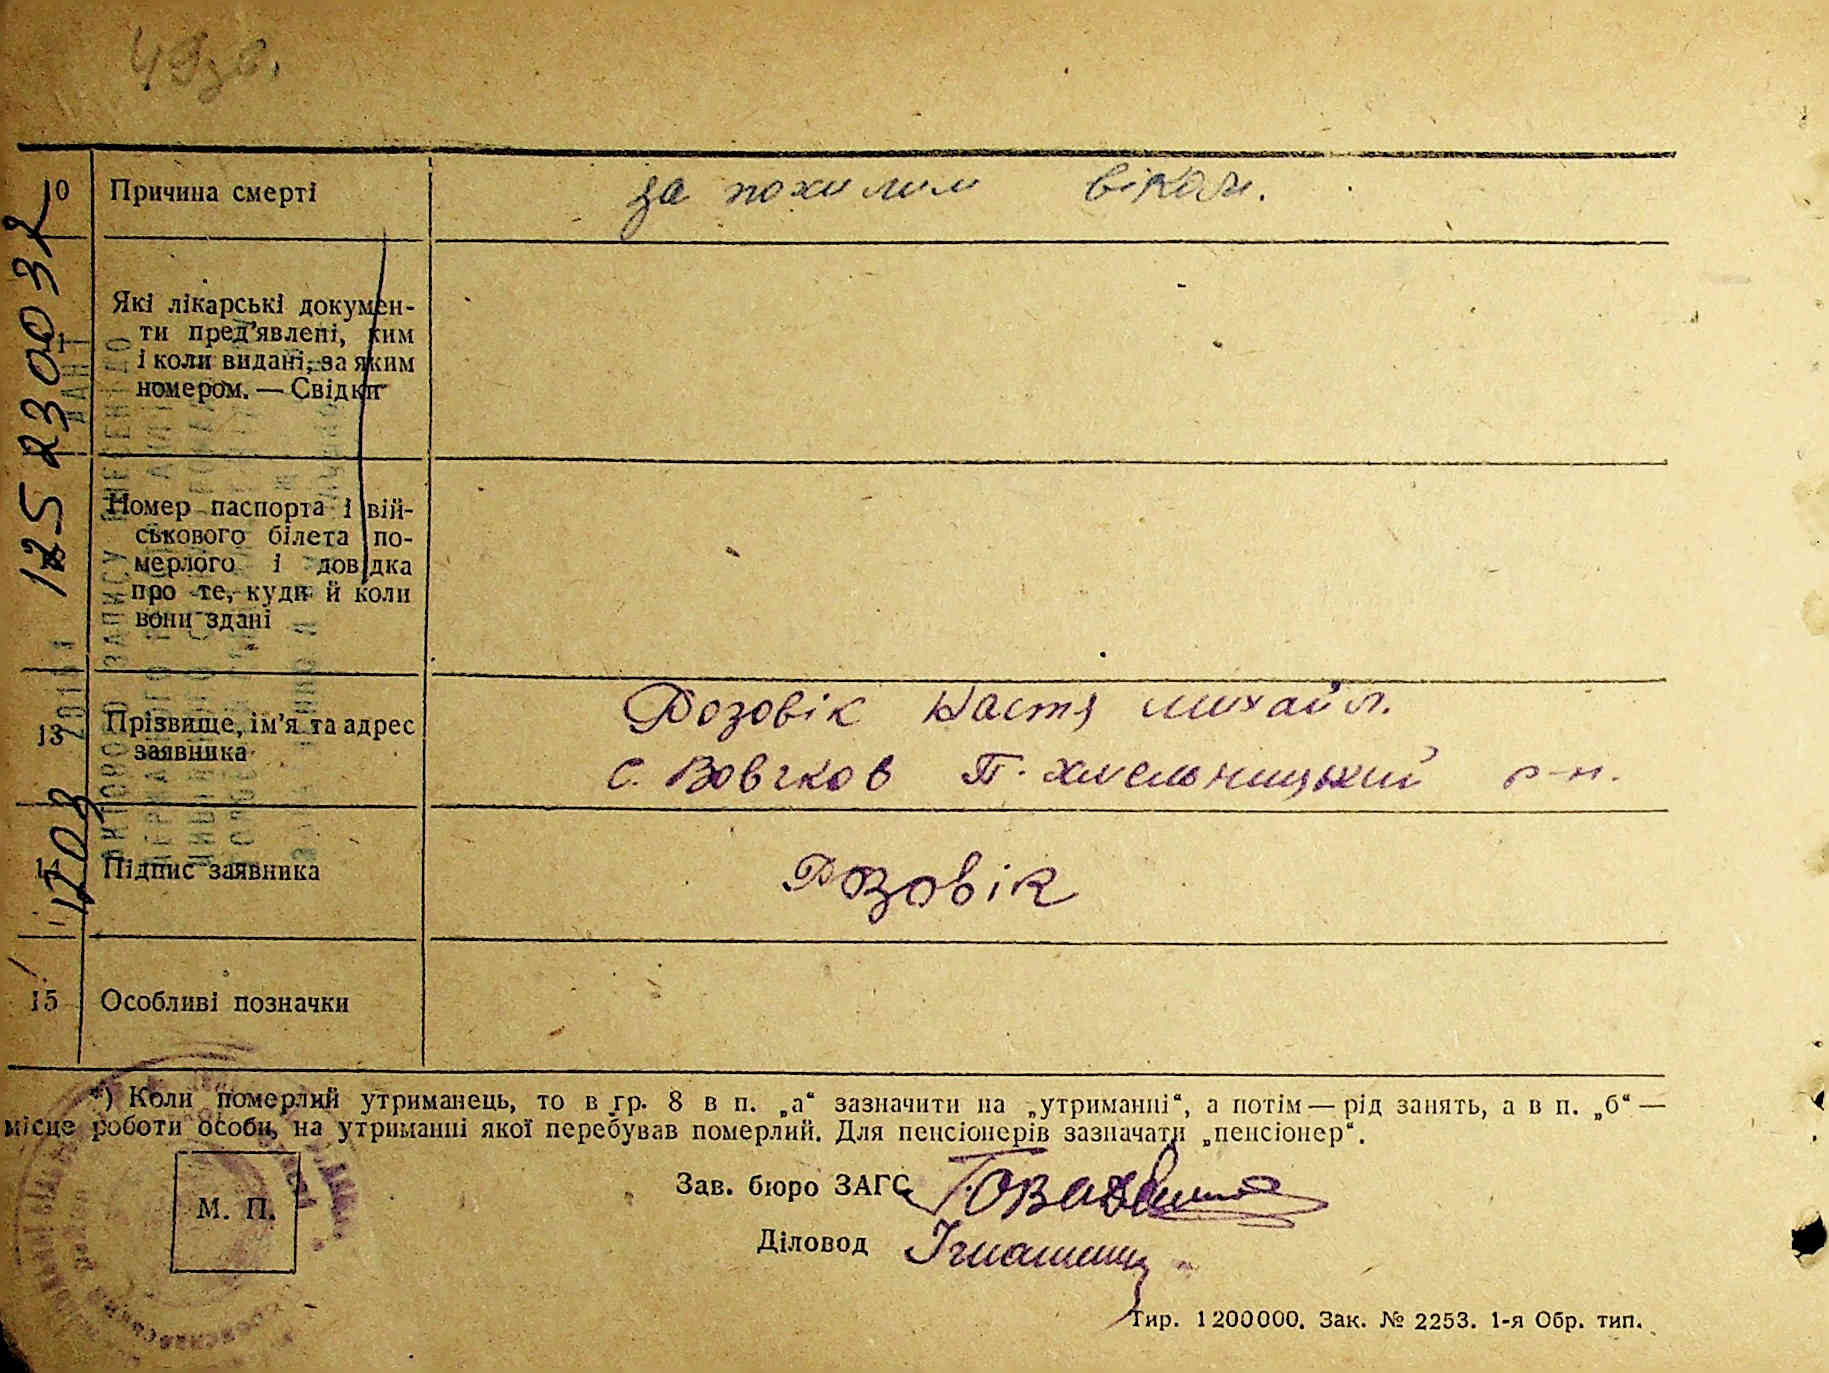 49зв.
10 Причина смерті за похилим віком.
Які лікарські докумен-
ти пред'явлені, ким
і коли видані, за яким
номером. — Свідки
Номер паспорта і вій-
ськового білета по-
мерлого і довідка
про те, куди й коли
вони здані
13 Прізвище, ім'я та адрес
заявника
Розовік Настя Михайл.
с. Вовчков П-Хмельницький р-н.
14 Підпис заявника Розовік
15 Особливі позначки
*) Коли померлий утриманець, то в гр. 8 в п. „а“ зазначити на „утриманні“, а потім — рід занять, а в п. „б“ —
місце роботи особи, на утриманні якої перебував померлий. Для пенсіонерів зазначати „пенсіонер“.
Зав. бюро ЗАГС
М. П.
Діловод
Тир. 1200000. Зак. № 2253. 1-я Обр. тип.